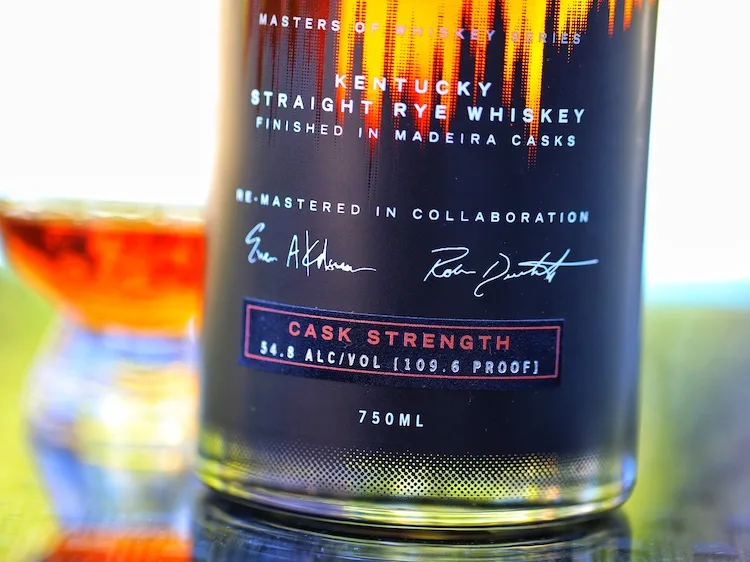 MASTERS OF WHISKEY SERIES
KENTUCKY
STRAIGHT RYE WHISKEY
FINISHED IN MADEIRA CASKS
RE-MASTERED IN COLLABORATION
CASK STRENGTH
54.8 ALC/VOL [109.6 PROOF]
750ML